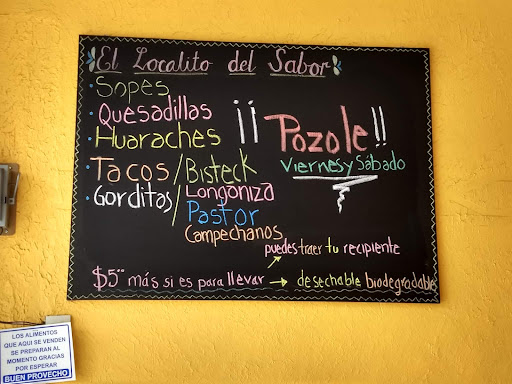 El Localito del Sabor
· Sopes
· Quesadillas
· Huaraches
· Tacos / Bisteck
· Gorditas / Longaniza
Pastor
Campechanos
¡¡ Pozole!!
Viernes y Sábado
puedes traer tu recipiente
$5°° más si es para llevar → desechable biodegradable
LOS ALIMENTOS
QUE AQUI SE VENDEN
SE PREPARAN AL
MOMENTO GRACIAS
POR ESPERAR
BUEN PROVECHO